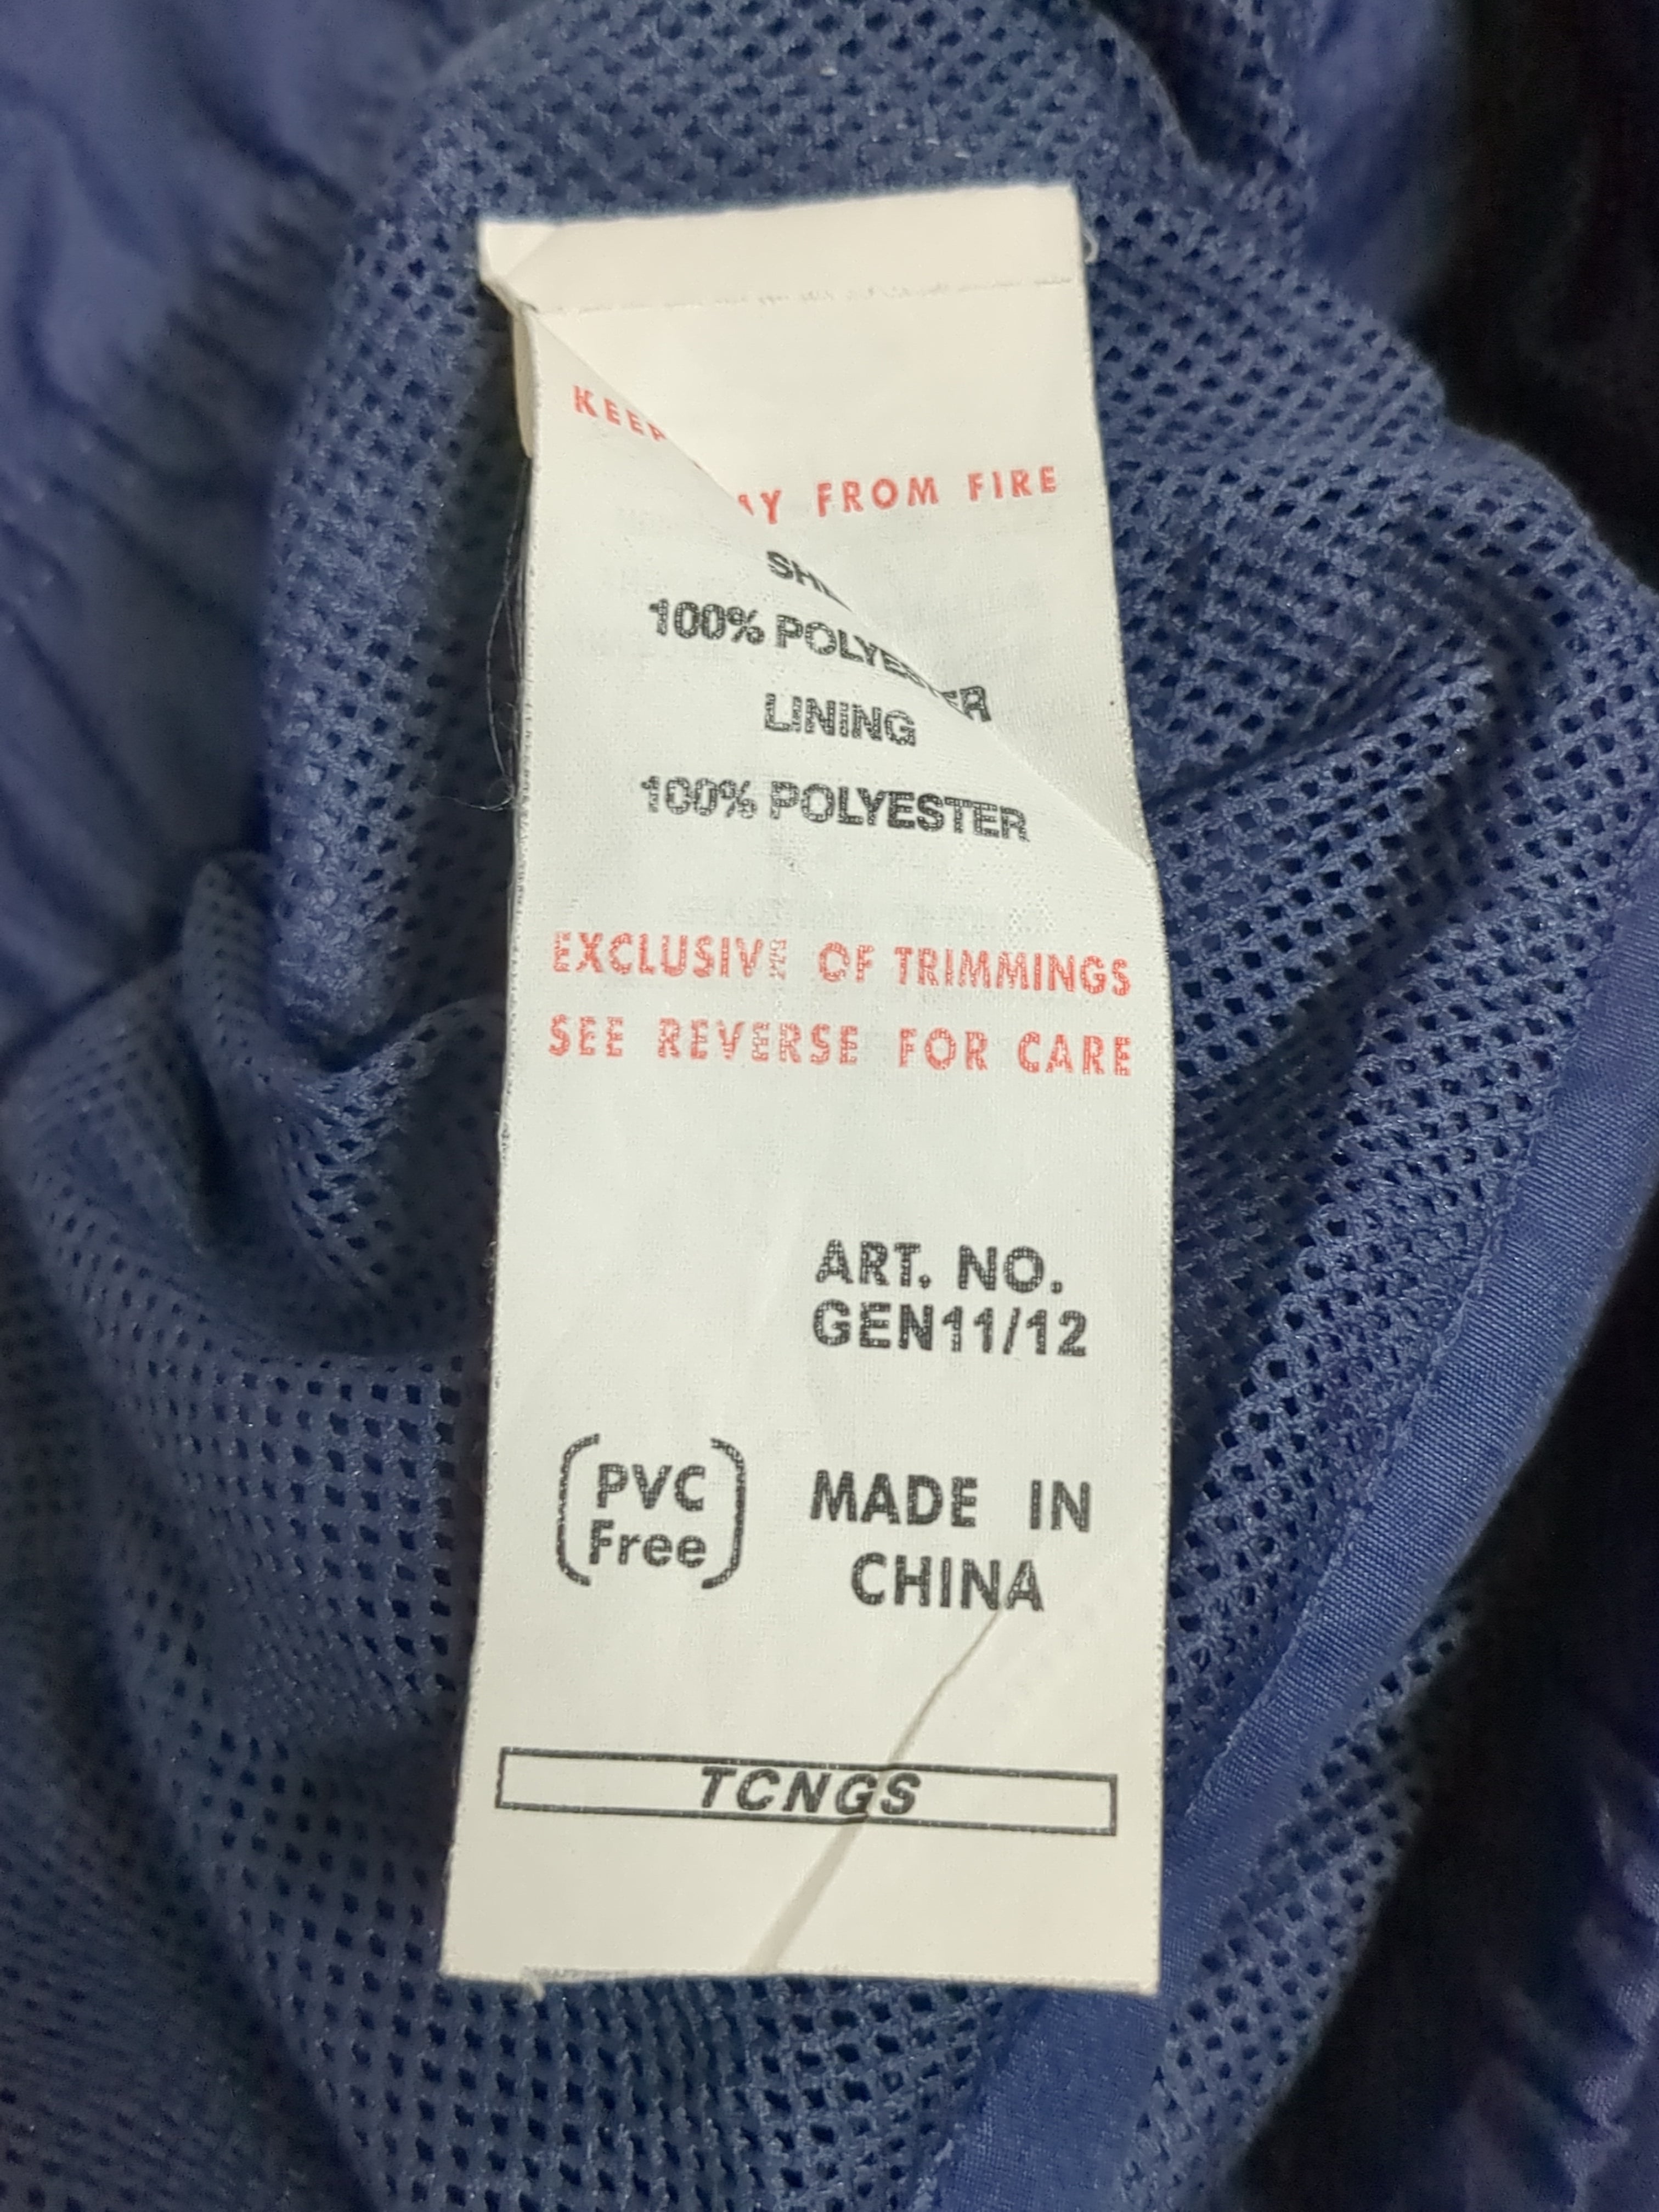 KEEP AY FROM FIRE
SHE
100% POLYESTER
LINING
100% POLYESTER
EXCLUSIVE OF TRIMMINGS
SEE REVERSE FOR CARE
ART. NO.
GEN11/12
PVC
Free
MADE IN
CHINA
TCNGS